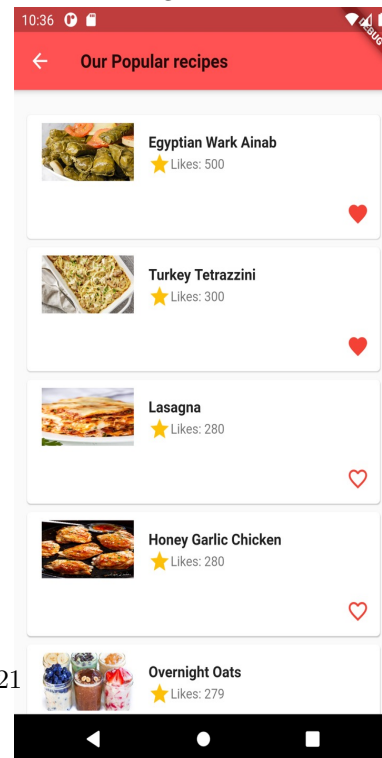 10:36
DEBUG
Our Popular recipes
Egyptian Wark Ainab
Likes: 500
Turkey Tetrazzini
Likes: 300
Lasagna
Likes: 280
Honey Garlic Chicken
Likes: 280
Overnight Oats
Likes: 279
21